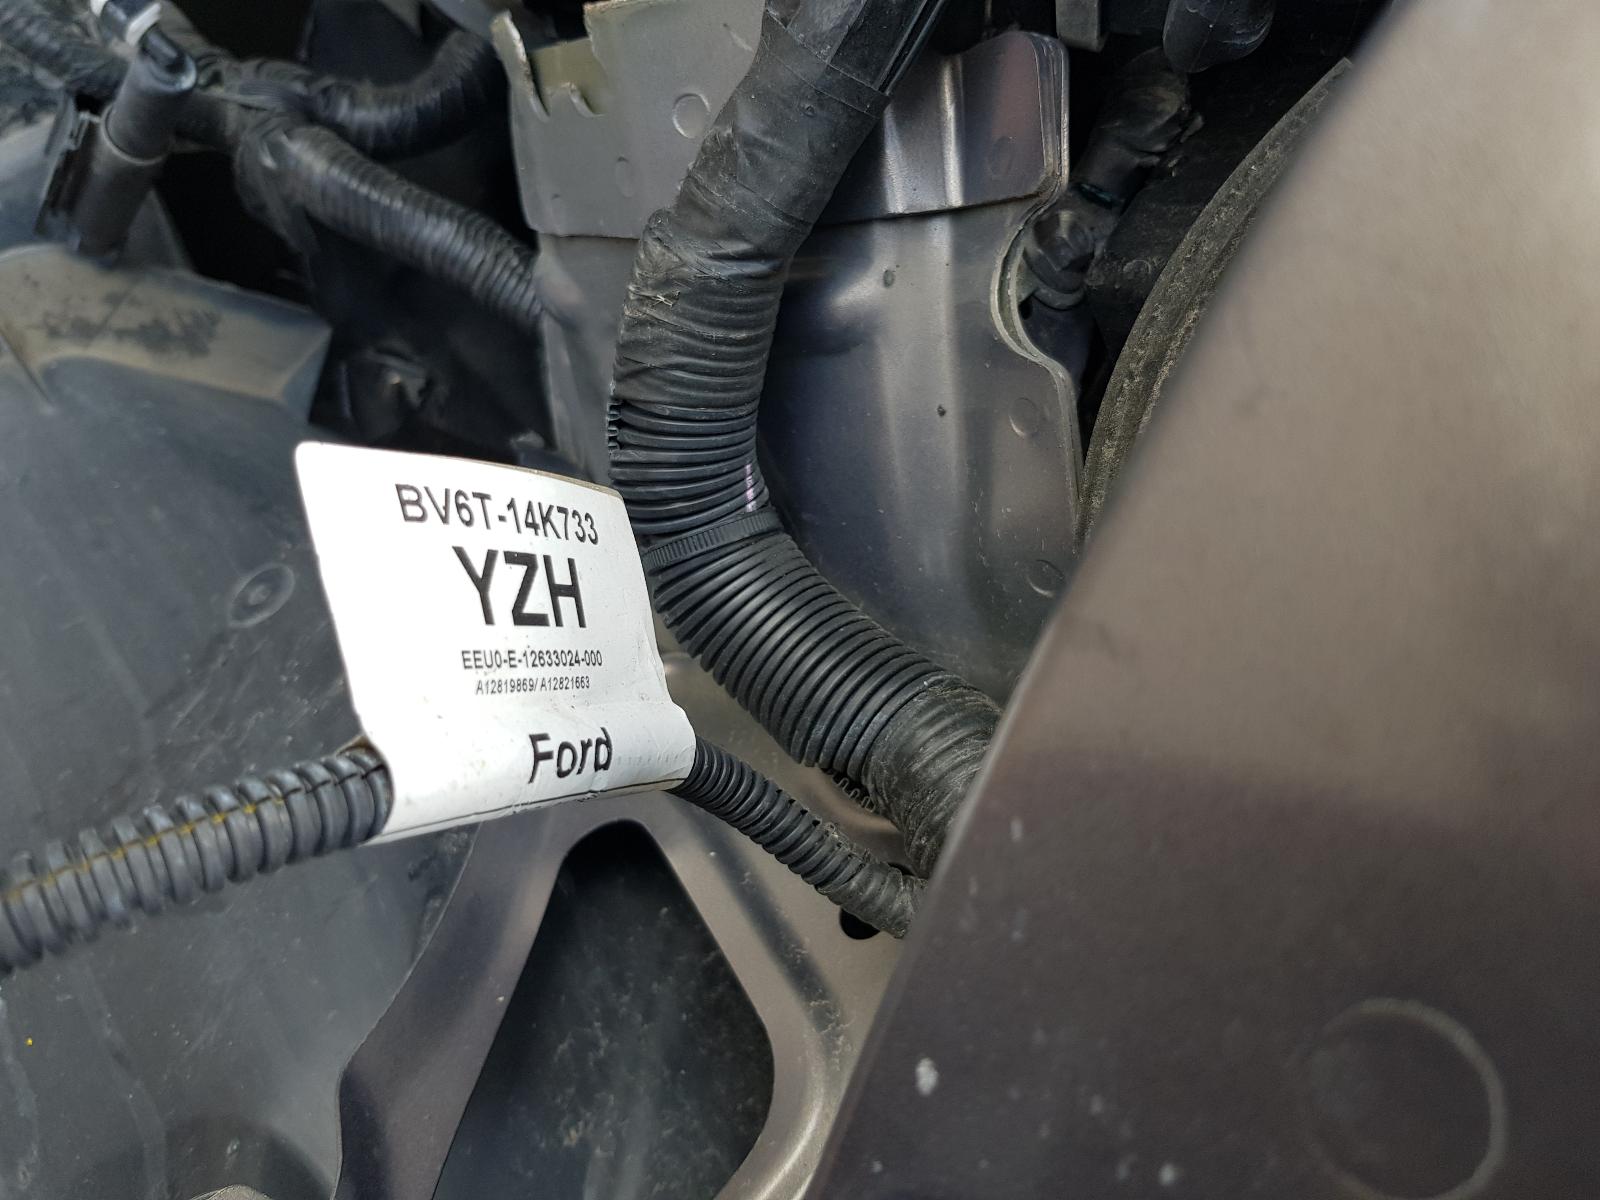 BV6T-14K733
YZH
EEU0-E-12633024-000
A12819869/A12821663
Ford